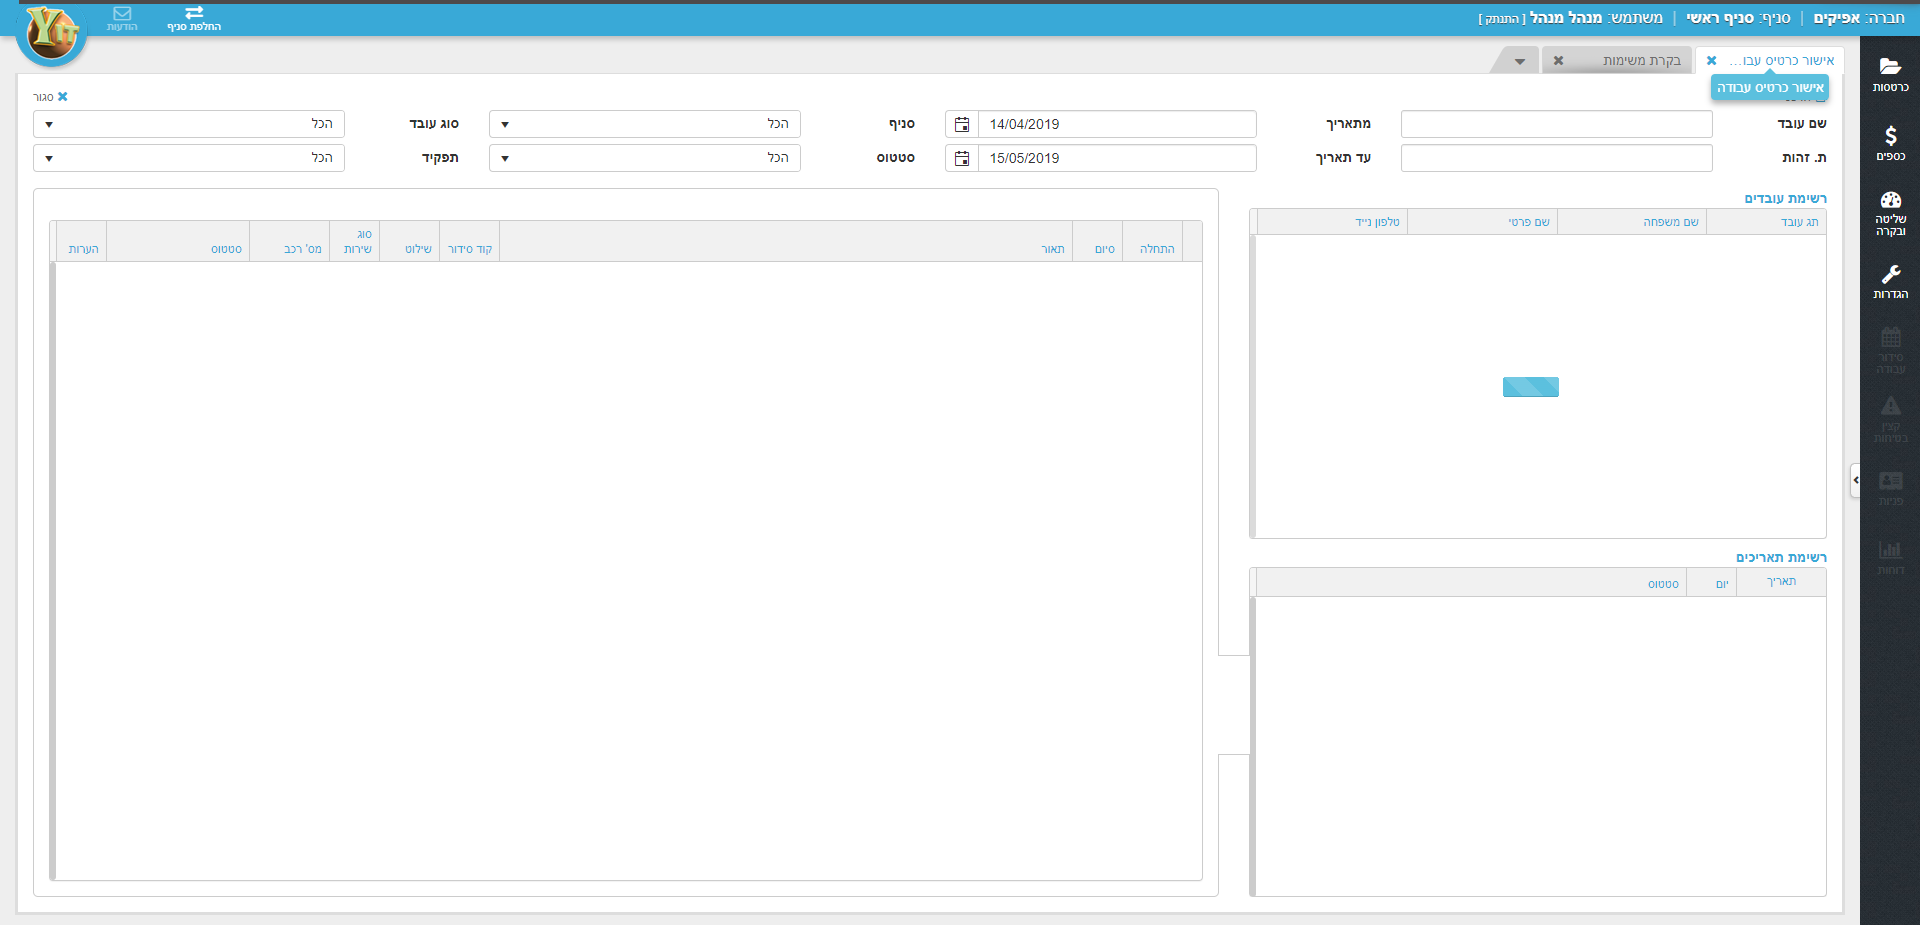 חברה: אפיקים | סניף: סניף ראשי | משתמש: מנהל מנהל [ התנתק ]
החלפת סניף
הודעות
YIT
אישור כרטיס עבו...
בקרת משימות
אישור כרטיס עבודה
סגור
שם עובד
מתאריך 14/04/2019
סניף הכל
סוג עובד הכל
ת. זהות
עד תאריך 15/05/2019
סטטוס הכל
תפקיד הכל
רשימת עובדים
תג עובד שם משפחה שם פרטי טלפון נייד
רשימת תאריכים
תאריך יום סטטוס
התחלה סיום תאור קוד סידור שילוט סוג שירות מס' רכב סטטוס הערות
כרטסות
כספים
שליטה
ובקרה
הגדרות
סידור
עבודה
קצין
בטיחות
פניות
דוחות